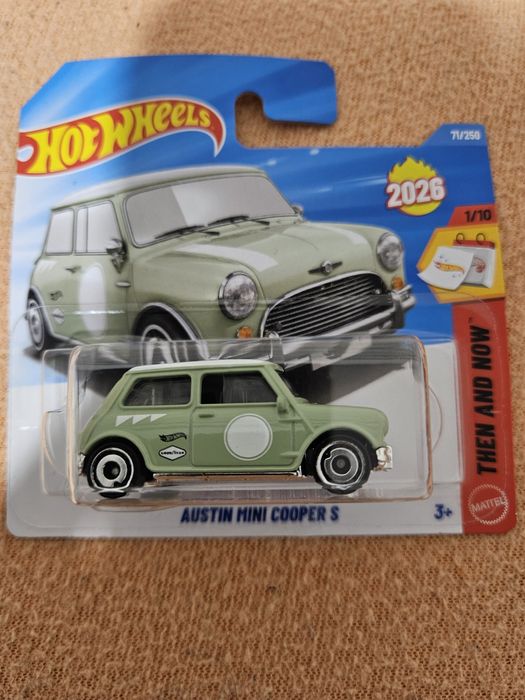 HOT WHEELS
71/250
2026
1/10
THEN AND NOW
GOODYEAR
AUSTIN MINI COOPER S
3+
MATTEL